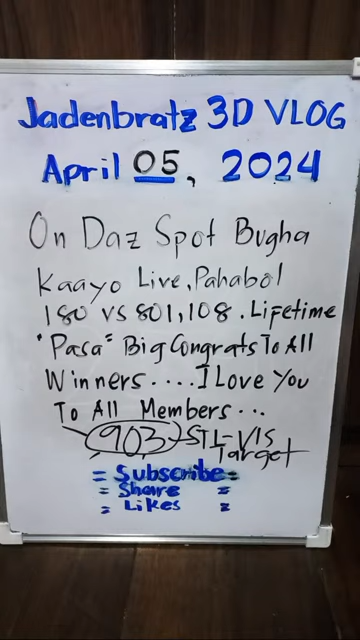 Jadenbratz 3D VLOG
April 05, 2024
On Daz Spot Bugha
Kaayo Live, Pahabol
180 VS 801,108. Lifetime
"Pasa" Big Congrats To All
Winners....I Love You
To All Members...
903 STL-VIS
Target
= Subscribe =
= Share =
= Likes =